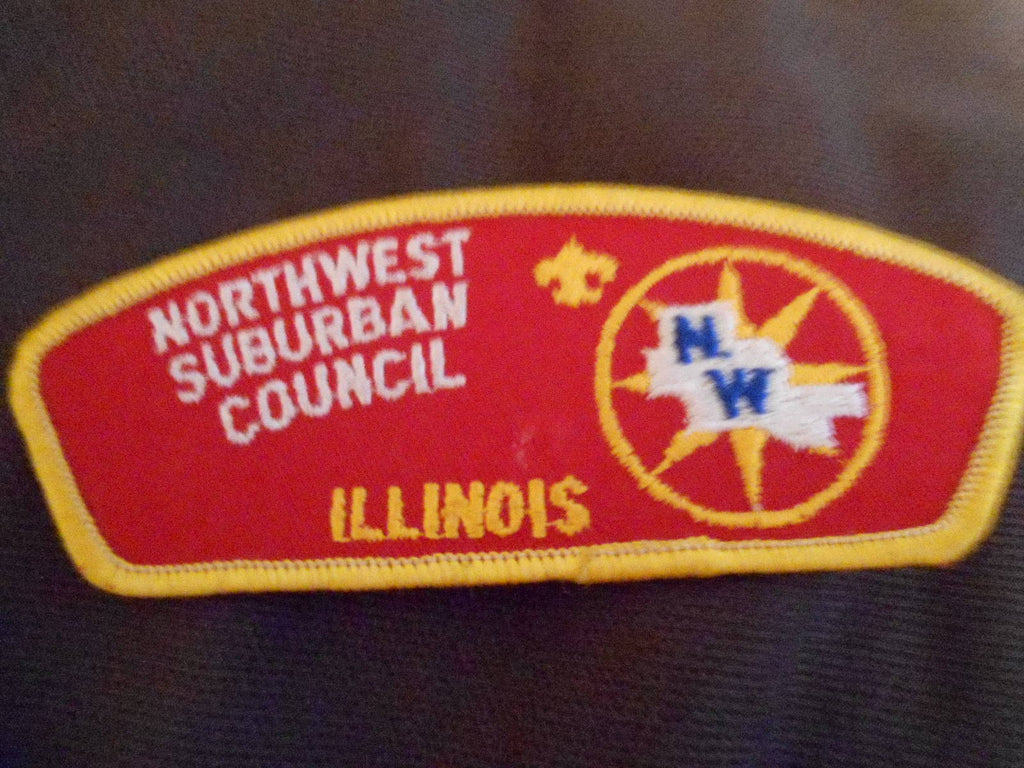 NORTHWEST
SUBURBAN
COUNCIL
N.
W
ILLINOIS